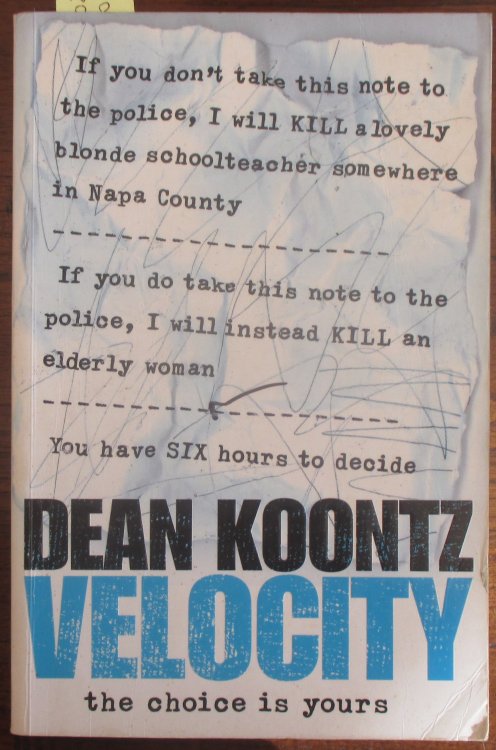 If you don't take this note to
the police, I will KILL a lovely
blonde schoolteacher somewhere
in Napa County
--------------------------
If you do take this note to the
police, I will instead KILL an
elderly woman
--------------------------
You have SIX hours to decide
DEAN KOONTZ
VELOCITY
the choice is yours